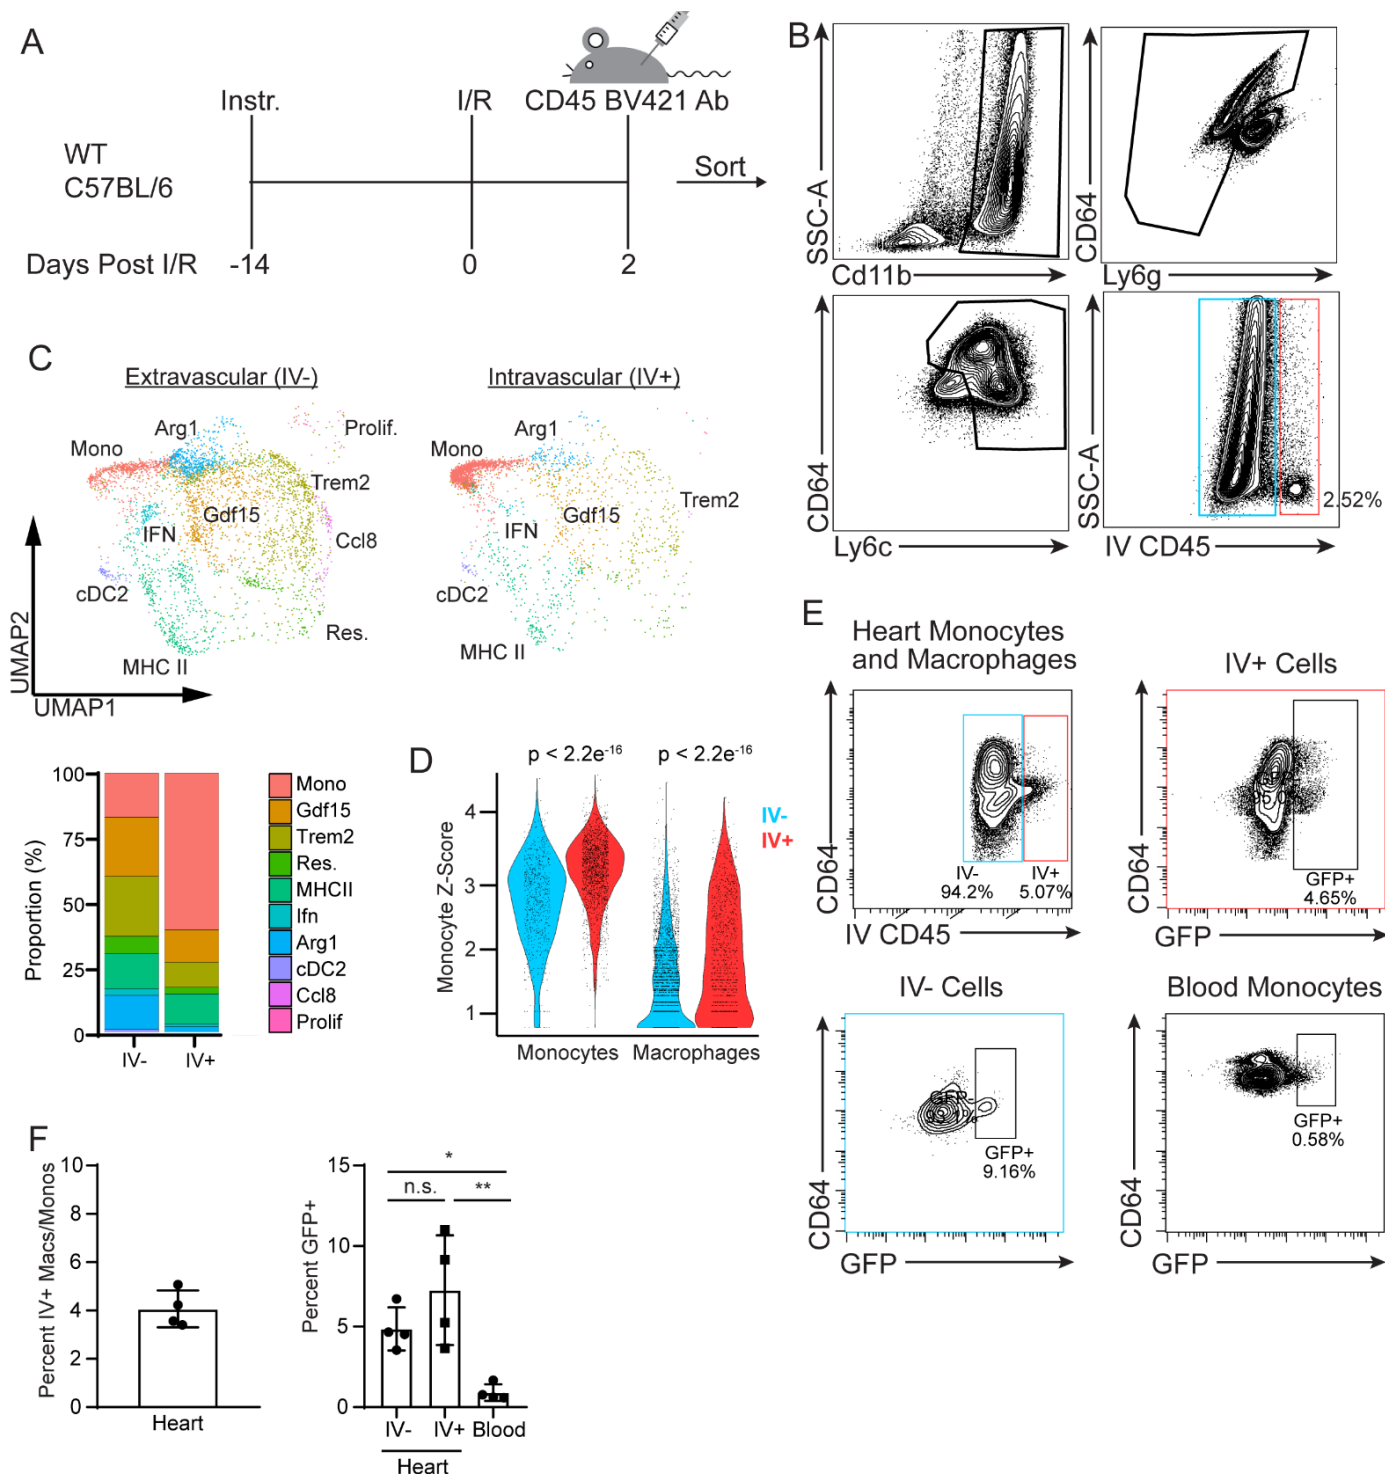 A
Instr.
I/R
CD45 BV421 Ab
WT
C57BL/6
Sort
Days Post I/R
-14
0
2
B
SSC-A
Cd11b
CD64
Ly6g
CD64
Ly6c
SSC-A
IV CD45
2.52%
C
Extravascular (IV-)
Intravascular (IV+)
Mono
Arg1
Prolif.
Trem2
Gdf15
IFN
Ccl8
cDC2
Res.
MHC II
Mono
Arg1
Trem2
Gdf15
IFN
cDC2
MHC II
UMAP2
UMAP1
Proportion (%)
100
75
50
25
0
IV-
IV+
Mono
Gdf15
Trem2
Res.
MHCII
Ifn
Arg1
cDC2
Ccl8
Prolif
D
p < 2.2e-16
p < 2.2e-16
Monocyte Z-Score
4
3
2
1
Monocytes
Macrophages
IV-
IV+
E
Heart Monocytes
and Macrophages
CD64
IV-
94.2%
IV+
5.07%
IV CD45
IV+ Cells
CD64
GFP+
4.65%
GFP
IV- Cells
CD64
GFP-
GFP+
9.16%
GFP
Blood Monocytes
CD64
GFP+
0.58%
GFP
F
Percent IV+ Macs/Monos
10
8
6
4
2
0
Heart
Percent GFP+
15
10
5
0
*
n.s.
**
IV-
IV+
Blood
Heart